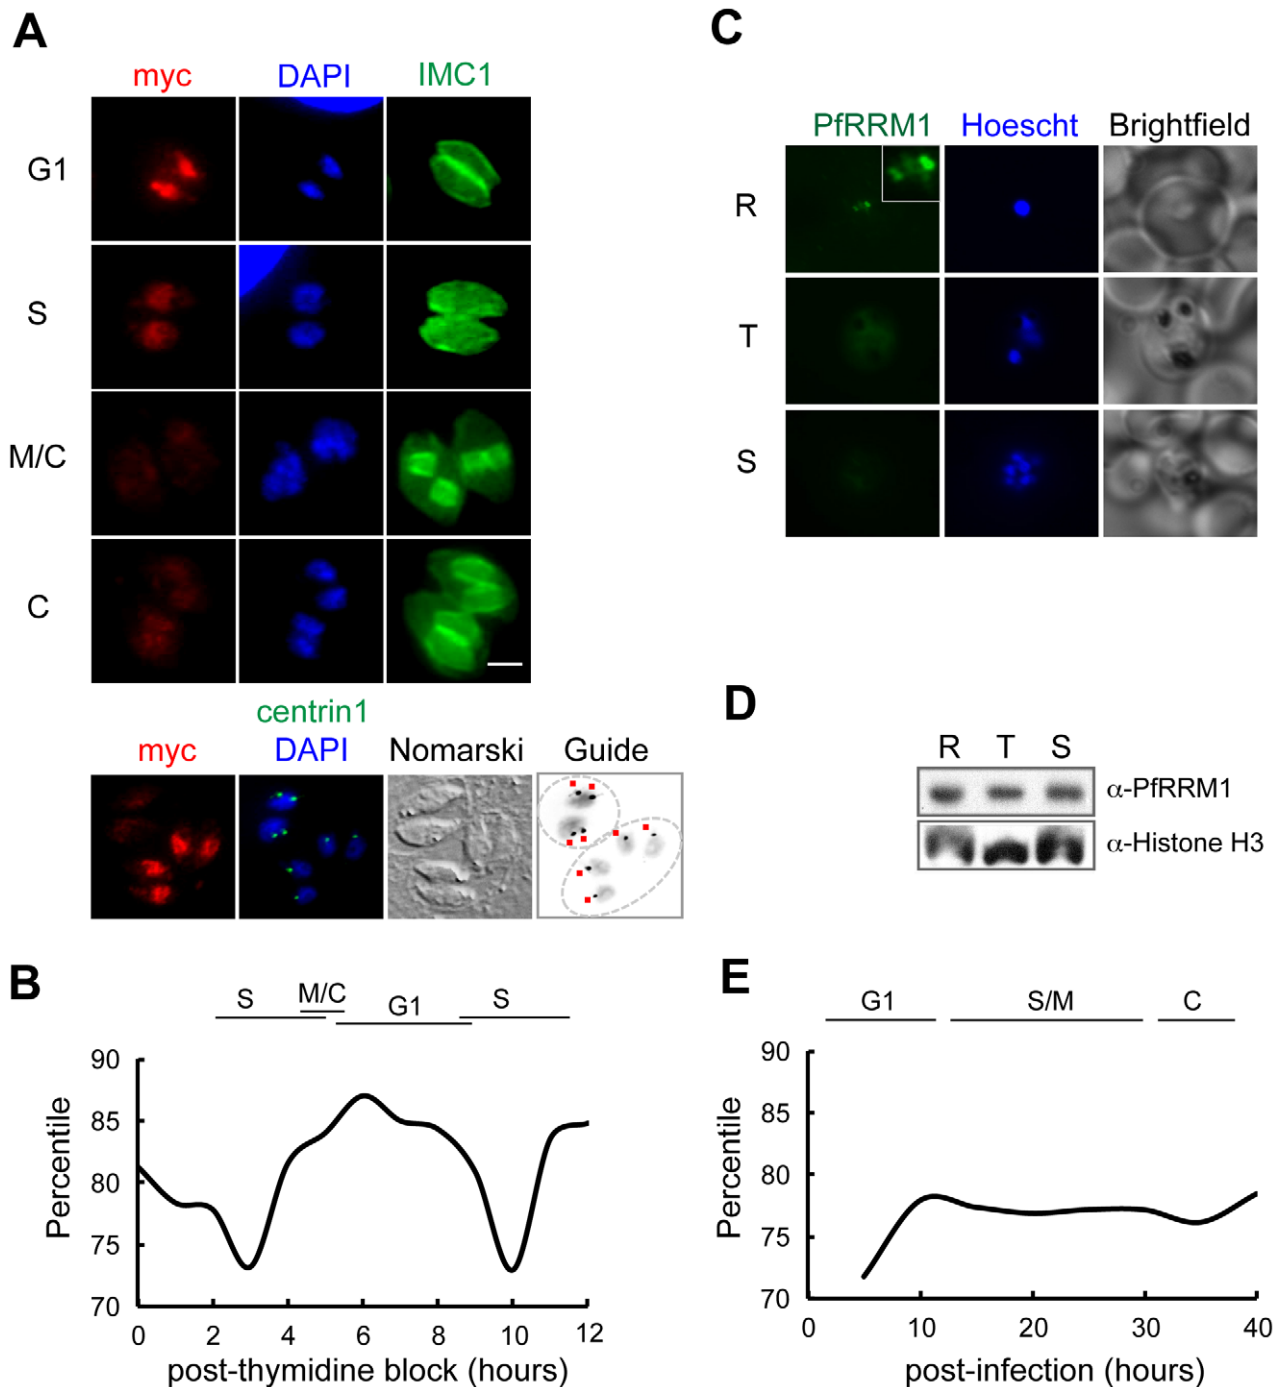 A
myc DAPI IMC1
G1
S
M/C
C
centrin1
myc DAPI Nomarski Guide
B
S M/C G1 S
90
85
80
75
70
Percentile
0 2 4 6 8 10 12
post-thymidine block (hours)
C
PfRRM1 Hoescht Brightfield
R
T
S
D
R T S
α-PfRRM1
α-Histone H3
E
G1 S/M C
90
85
80
75
70
Percentile
0 10 20 30 40
post-infection (hours)